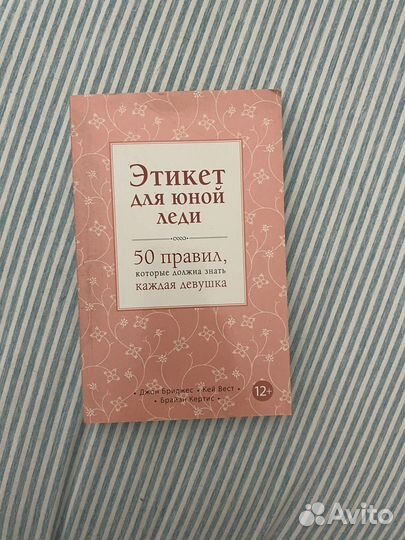 Этикет
для юной
леди
50 правил,
которые должна знать
каждая девушка
• Джон Бриджес • Кей Вест •
• Брайан Кертис •
12+
Avito